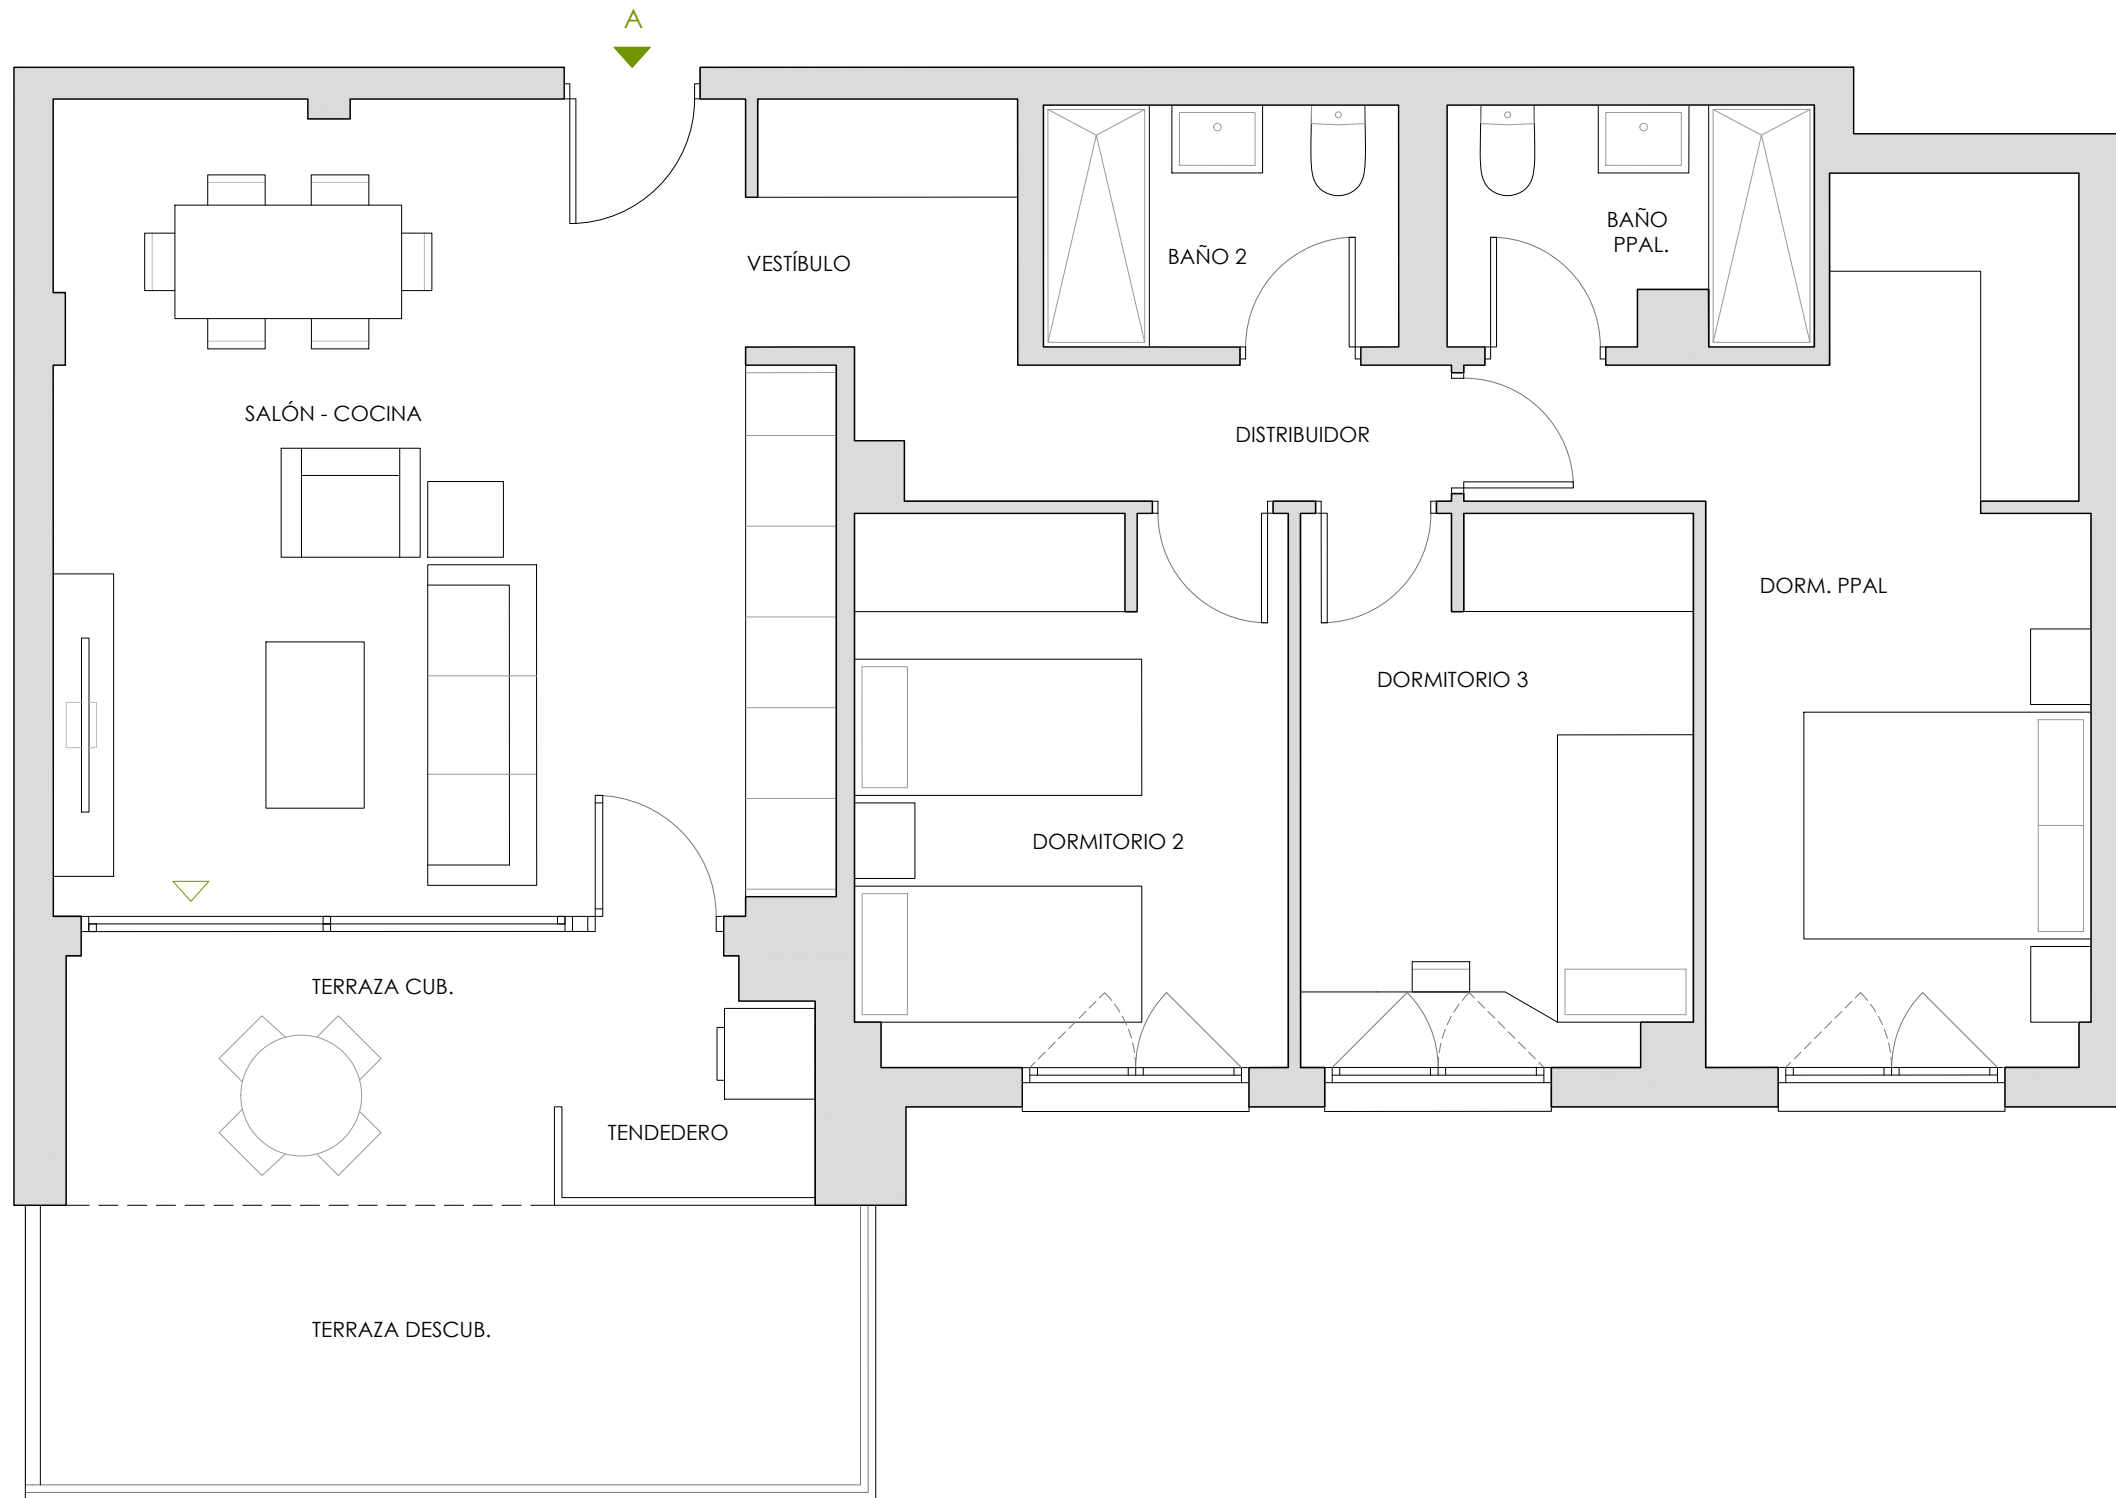 A
BAÑO
PPAL.
BAÑO 2
VESTÍBULO
SALÓN - COCINA
DISTRIBUIDOR
DORM. PPAL
DORMITORIO 3
DORMITORIO 2
TERRAZA CUB.
TENDEDERO
TERRAZA DESCUB.